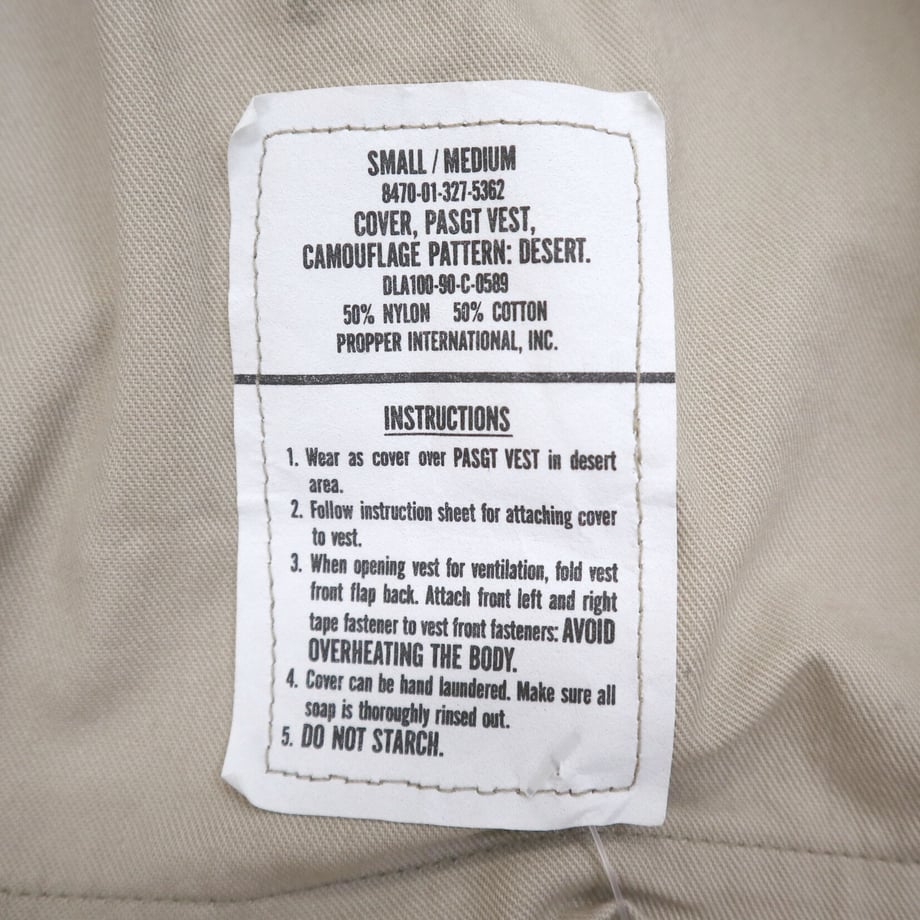 SMALL / MEDIUM
8470-01-327-5362
COVER, PASGT VEST,
CAMOUFLAGE PATTERN: DESERT.
DLA100-90-C-0589
50% NYLON 50% COTTON
PROPPER INTERNATIONAL, INC.
INSTRUCTIONS
1. Wear as cover over PASGT VEST in desert
area.
2. Follow instruction sheet for attaching cover
to vest.
3. When opening vest for ventilation, fold vest
front flap back. Attach front left and right
tape fastener to vest front fasteners: AVOID
OVERHEATING THE BODY.
4. Cover can be hand laundered. Make sure all
soap is thoroughly rinsed out.
5. DO NOT STARCH.